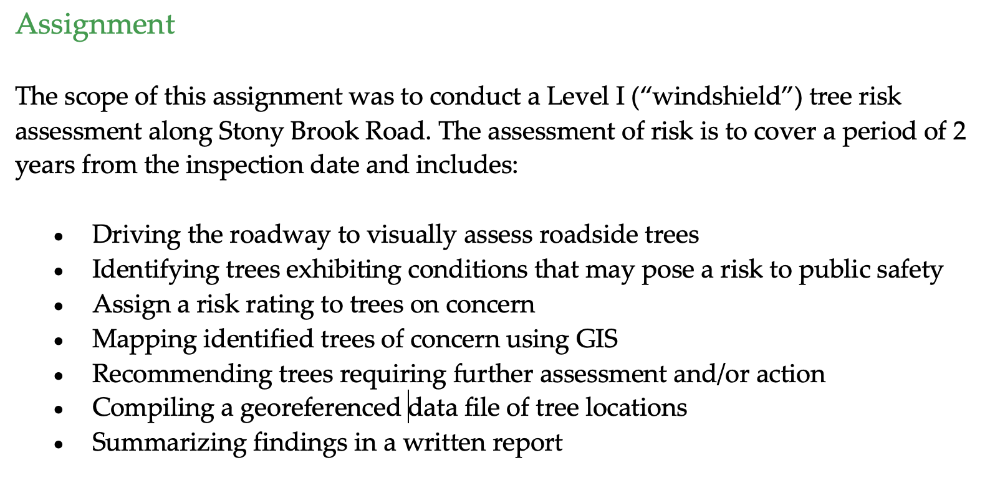 Assignment
The scope of this assignment was to conduct a Level I (“windshield”) tree risk
assessment along Stony Brook Road. The assessment of risk is to cover a period of 2
years from the inspection date and includes:
• Driving the roadway to visually assess roadside trees
• Identifying trees exhibiting conditions that may pose a risk to public safety
• Assign a risk rating to trees on concern
• Mapping identified trees of concern using GIS
• Recommending trees requiring further assessment and/or action
• Compiling a georeferenced data file of tree locations
• Summarizing findings in a written report